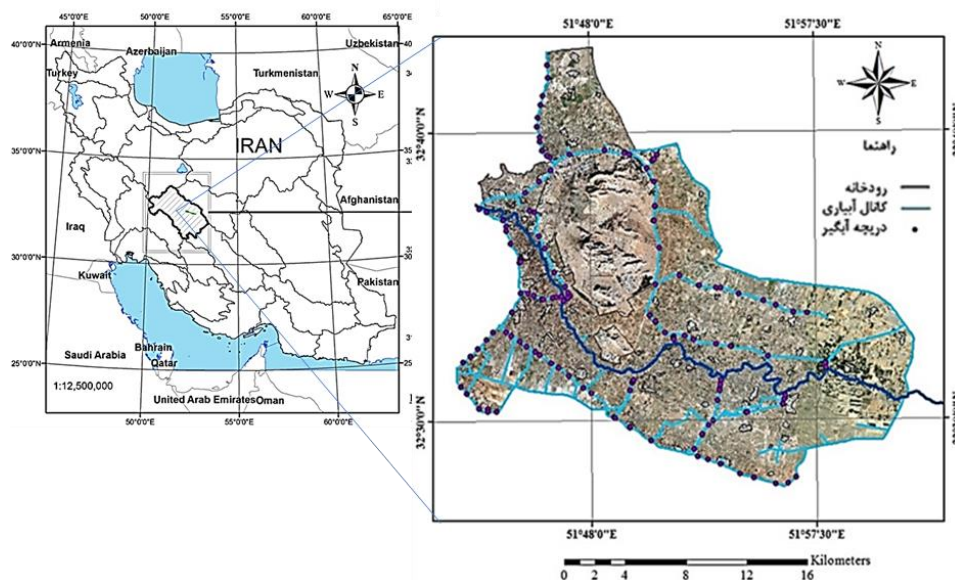 45°0'0"E 50°0'0"E 55°0'0"E 60°0'0"E 65°0'0"E
40°0'0"N
Armenia
Azerbaijan
Uzbekistan
Turkey
Turkmenistan
N
W E
S
35°0'0"N
IRAN
Afghanistan
Iraq
30°0'0"N
Kuwait
Pakistan
Bahrain
Qatar
25°0'0"N
Saudi Arabia
1:12,500,000
United Arab Emirates Oman
50°0'0"E 55°0'0"E 60°0'0"E
51°48'0"E 51°57'30"E
N
W E
S
32°40'0"N
راهنما
رودخانه
کانال آبیاری
دریچه آبگیر
32°30'0"N
51°48'0"E 51°57'30"E
Kilometers
0 2 4 8 12 16